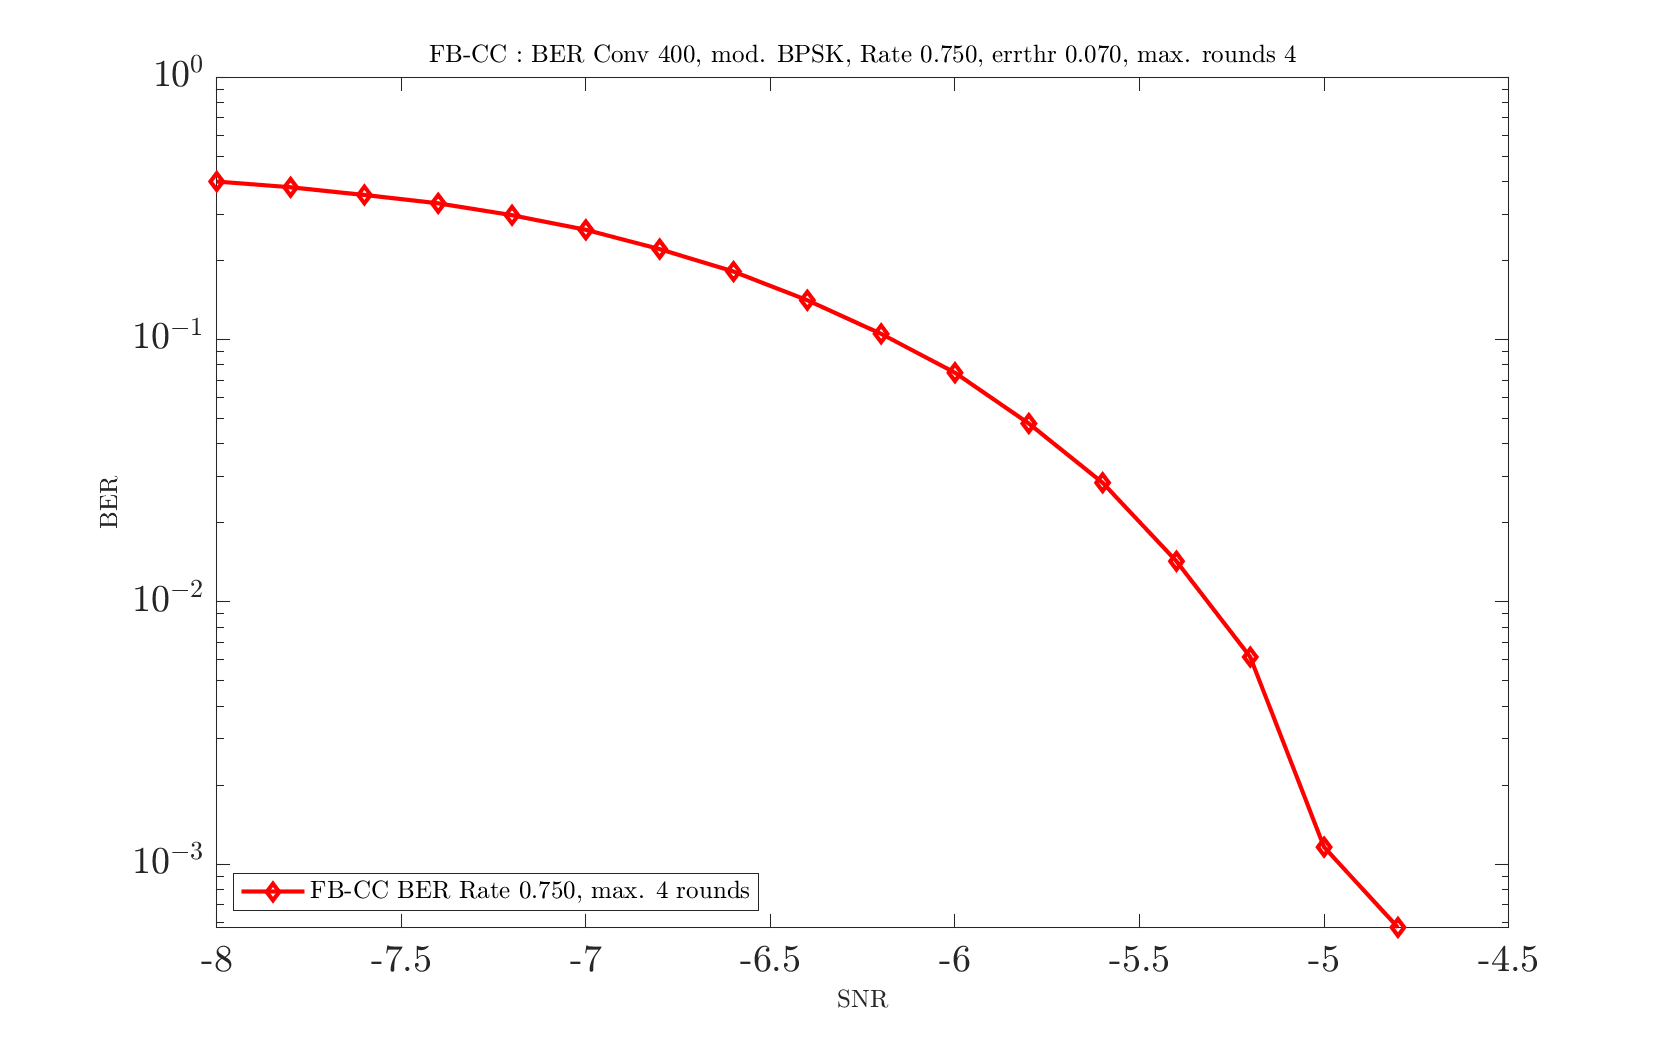 FB-CC : BER Conv 400, mod. BPSK, Rate 0.750, errthr 0.070, max. rounds 4
10^0
10^{-1}
10^{-2}
10^{-3}
BER
FB-CC BER Rate 0.750, max. 4 rounds
-8 -7.5 -7 -6.5 -6 -5.5 -5 -4.5
SNR